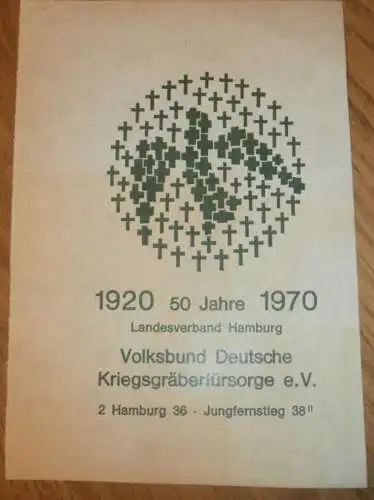 1920 50 Jahre 1970
Landesverband Hamburg
Volksbund Deutsche
Kriegsgräberfürsorge e.V.
2 Hamburg 36 · Jungfernstieg 38 II